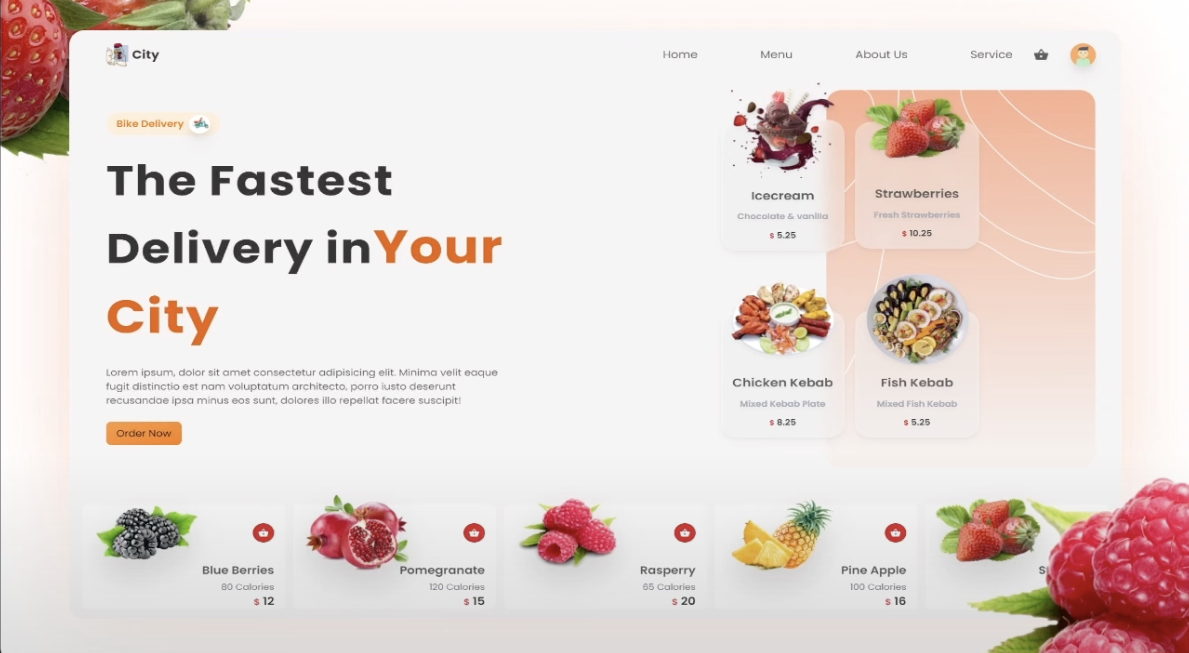 City
Home Menu About Us Service
Bike Delivery
The Fastest
Delivery inYour
City
Lorem ipsum, dolor sit amet consectetur adipisicing elit. Minima velit eaque
fugit distinctio est nam voluptatum architecto, porro iusto deserunt
recusandae ipsa minus eos sunt, dolores illo repellat facere suscipit!
Order Now
Icecream
Chocolate & vanilla
$ 5.25
Strawberries
Fresh Strawberries
$ 10.25
Chicken Kebab
Mixed Kebab Plate
$ 8.25
Fish Kebab
Mixed Fish Kebab
$ 5.25
Blue Berries
80 Calories
$ 12
Pomegranate
120 Calories
$ 15
Rasperry
65 Calories
$ 20
Pine Apple
100 Calories
$ 16